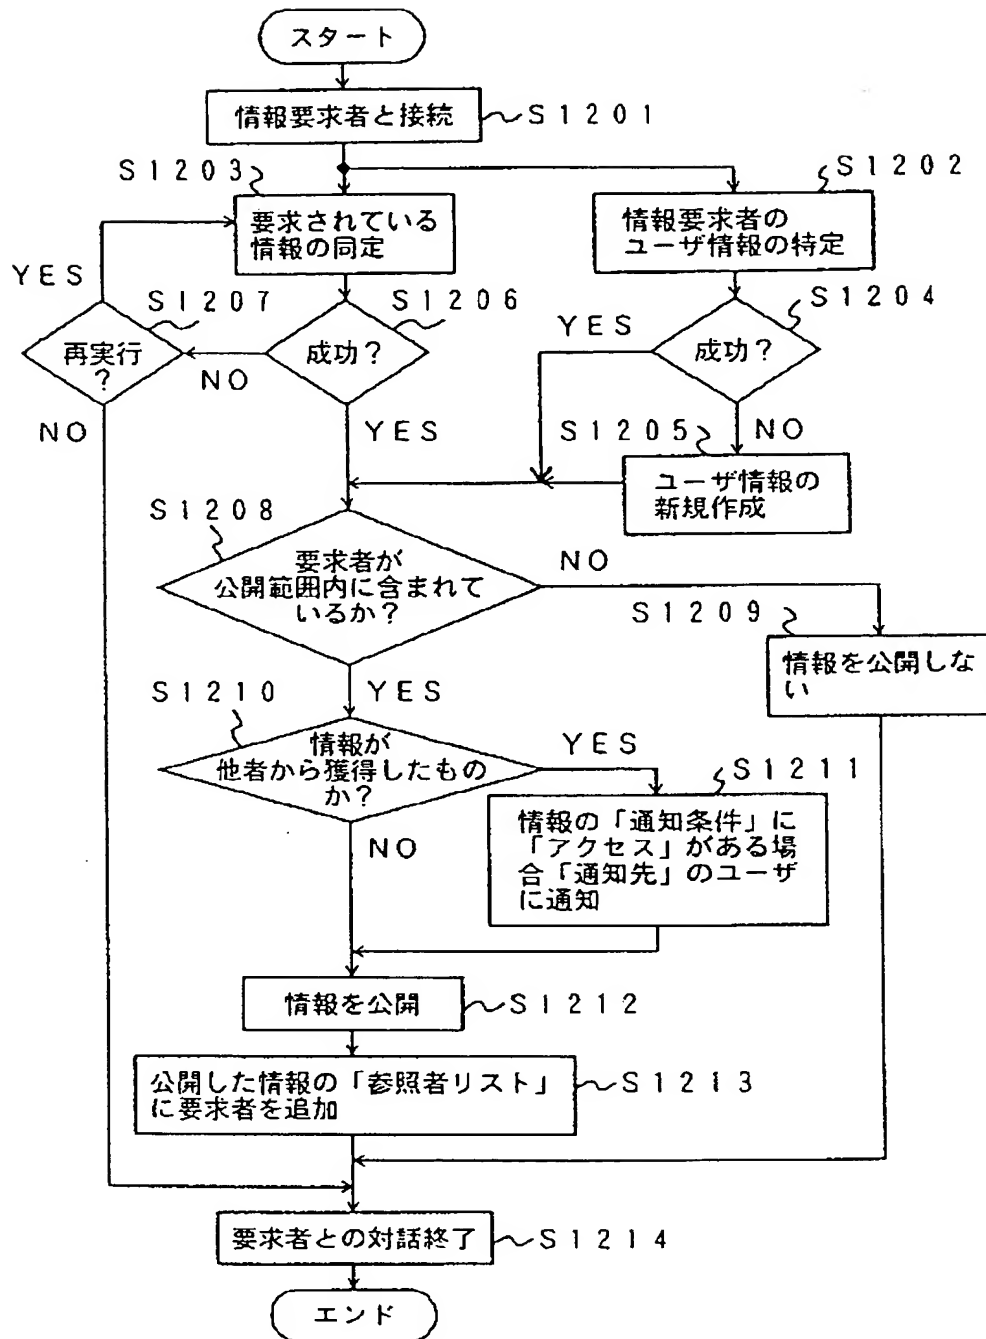 スタート
情報要求者と接続
S1201
S1203
S1202
要求されている
情報の同定
情報要求者の
ユーザ情報の特定
YES
S1207
S1206
S1204
再実行
?
NO
成功?
YES
成功?
NO
YES
S1205
NO
ユーザ情報の
新規作成
S1208
要求者が
公開範囲内に含まれて
いるか?
NO
S1209
情報を公開しな
い
YES
S1210
情報が
他者から獲得したもの
か?
YES
S1211
NO
情報の「通知条件」に
「アクセス」がある場
合「通知先」のユーザ
に通知
情報を公開
S1212
公開した情報の「参照者リスト」
に要求者を追加
S1213
要求者との対話終了
S1214
エンド